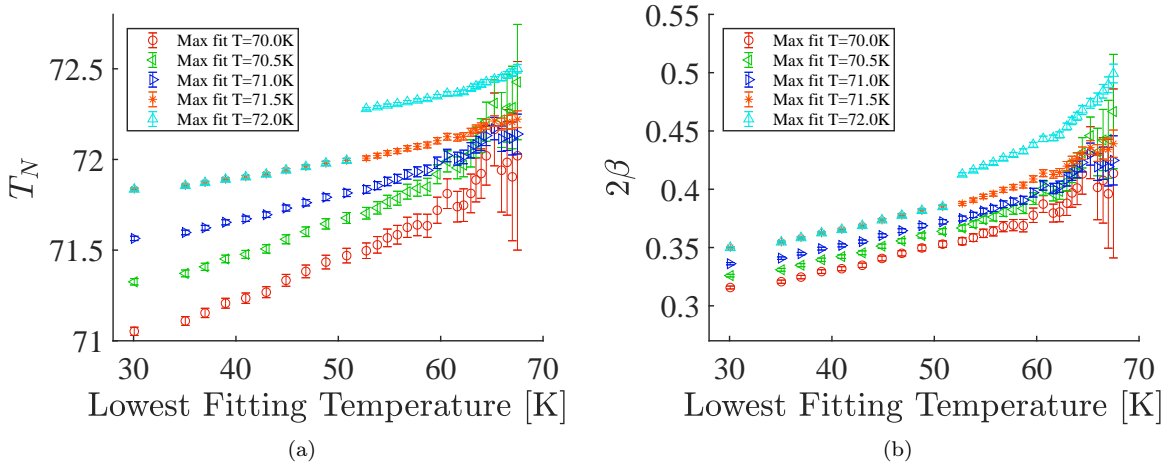 Max fit T=70.0K
Max fit T=70.5K
Max fit T=71.0K
Max fit T=71.5K
Max fit T=72.0K
72.5
72
71.5
71
T_N
30 40 50 60 70
Lowest Fitting Temperature [K]
(a)
Max fit T=70.0K
Max fit T=70.5K
Max fit T=71.0K
Max fit T=71.5K
Max fit T=72.0K
0.55
0.5
0.45
0.4
0.35
0.3
2β
30 40 50 60 70
Lowest Fitting Temperature [K]
(b)